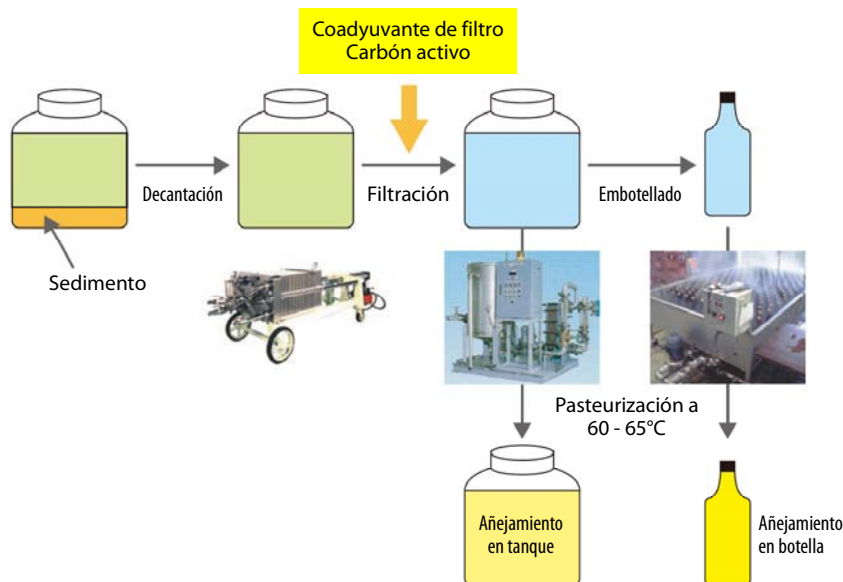 Coadyuvante de filtro
Carbón activo
Decantación
Filtración
Embotellado
Sedimento
Pasteurización a
60 - 65°C
Añejamiento
en tanque
Añejamiento
en botella